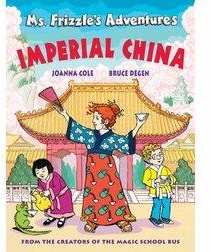 Ms. Frizzle's Adventures
IMPERIAL CHINA
JOANNA COLE BRUCE DEGEN
FROM THE CREATORS OF THE MAGIC SCHOOL BUS